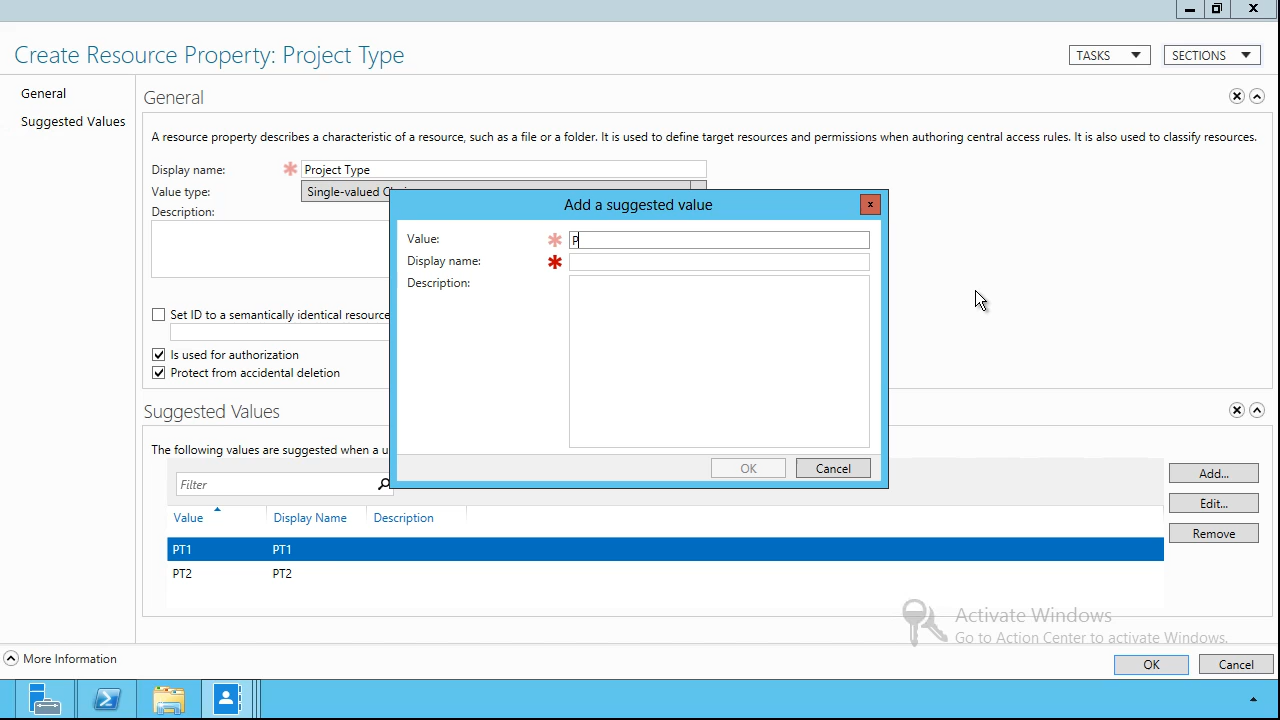 Create Resource Property: Project Type
TASKS
SECTIONS
General
Suggested Values
General
A resource property describes a characteristic of a resource, such as a file or a folder. It is used to define target resources and permissions when authoring central access rules. It is also used to classify resources.
Display name:
Project Type
Value type:
Single-valued
Description:
Set ID to a semantically identical resource
Is used for authorization
Protect from accidental deletion
Add a suggested value
x
Value:
P
Display name:
Description:
OK
Cancel
Suggested Values
The following values are suggested when a
Filter
Add...
Edit...
Remove
Value
Display Name
Description
PT1
PT1
PT2
PT2
Activate Windows
Go to Action Center to activate Windows.
More Information
OK
Cancel